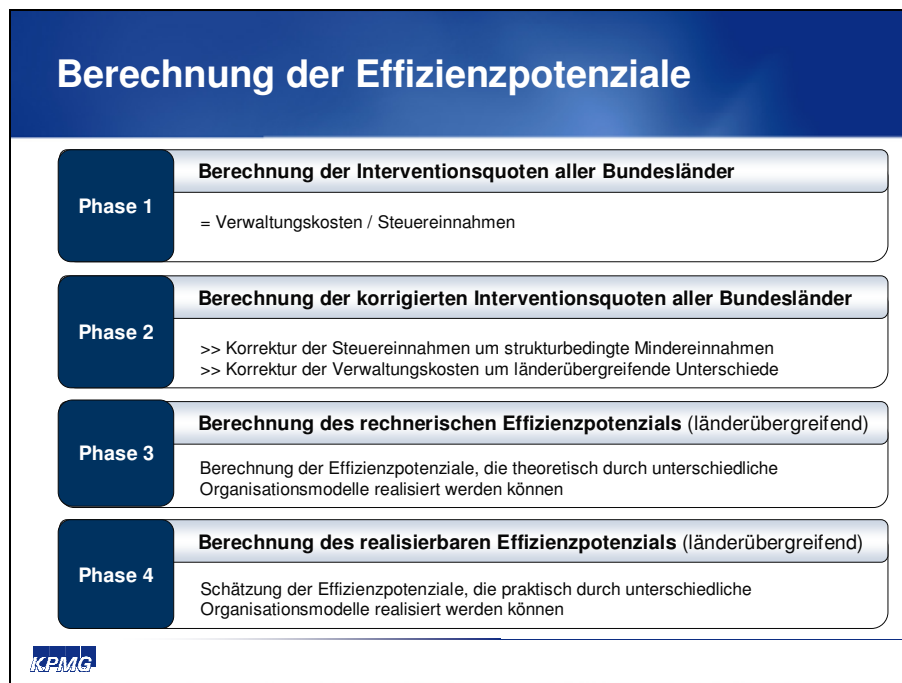 Berechnung der Effizienzpotenziale
Phase 1
Berechnung der Interventionsquoten aller Bundesländer
= Verwaltungskosten / Steuereinnahmen
Phase 2
Berechnung der korrigierten Interventionsquoten aller Bundesländer
>> Korrektur der Steuereinnahmen um strukturbedingte Mindereinnahmen
>> Korrektur der Verwaltungskosten um länderübergreifende Unterschiede
Phase 3
Berechnung des rechnerischen Effizienzpotenzials (länderübergreifend)
Berechnung der Effizienzpotenziale, die theoretisch durch unterschiedliche
Organisationsmodelle realisiert werden können
Phase 4
Berechnung des realisierbaren Effizienzpotenzials (länderübergreifend)
Schätzung der Effizienzpotenziale, die praktisch durch unterschiedliche
Organisationsmodelle realisiert werden können
KPMG